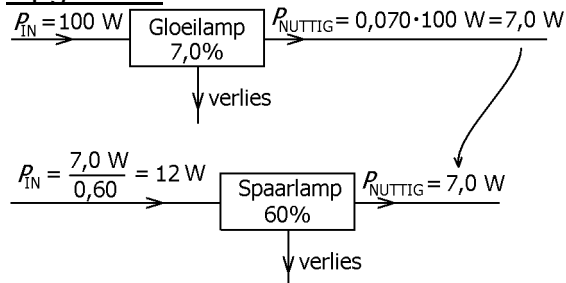 P_IN = 100 W
Gloeilamp
7,0%
P_NUTTIG = 0,070·100 W = 7,0 W
verlies
P_IN = 7,0 W / 0,60 = 12 W
Spaarlamp
60%
P_NUTTIG = 7,0 W
verlies